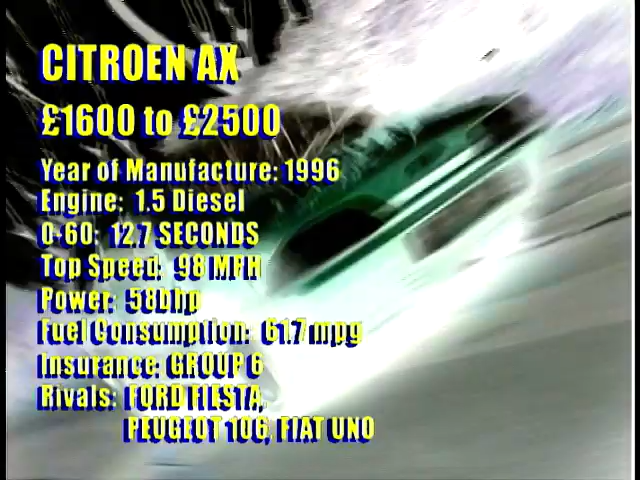 CITROEN AX
£1600 to £2500
Year of Manufacture: 1996
Engine: 1.5 Diesel
0-60: 12.7 SECONDS
Top Speed: 98 MPH
Power: 58bhp
Fuel Consumption: 61.7 mpg
Insurance: GROUP 6
Rivals: FORD FIESTA,
PEUGEOT 106, FIAT UNO